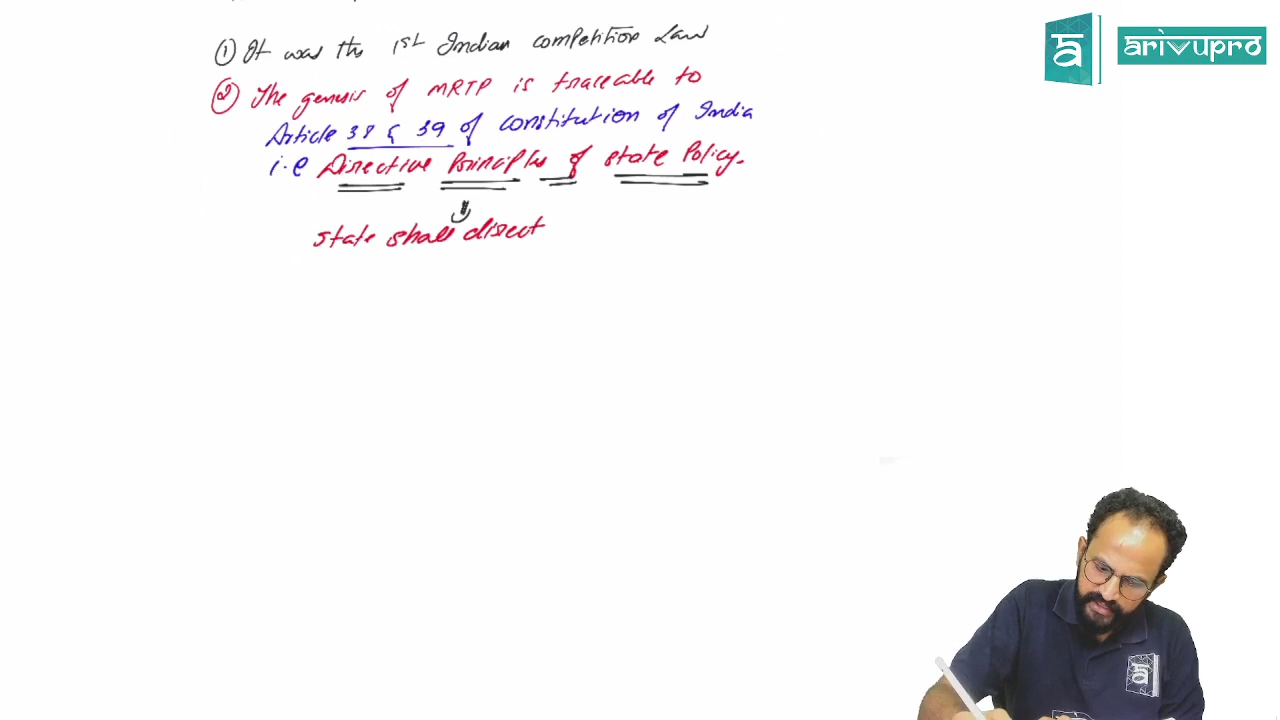 ① It was the 1st Indian competition Law
② The genesis of MRTP is traceable to
Article 38 & 39 of constitution of India
i.e Directive Principles of state Policy.
state shall direct
arivupro